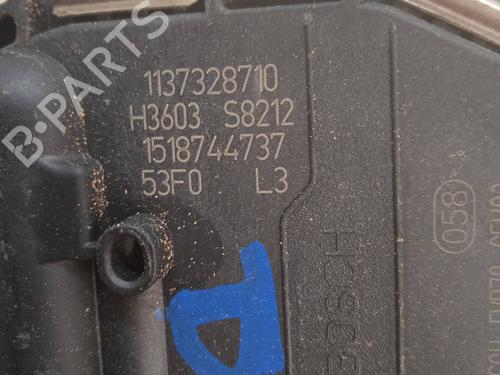 1137328710
H3603 S8212
1518744737
53F0 L3
058
BOSCH
D
B-PARTS